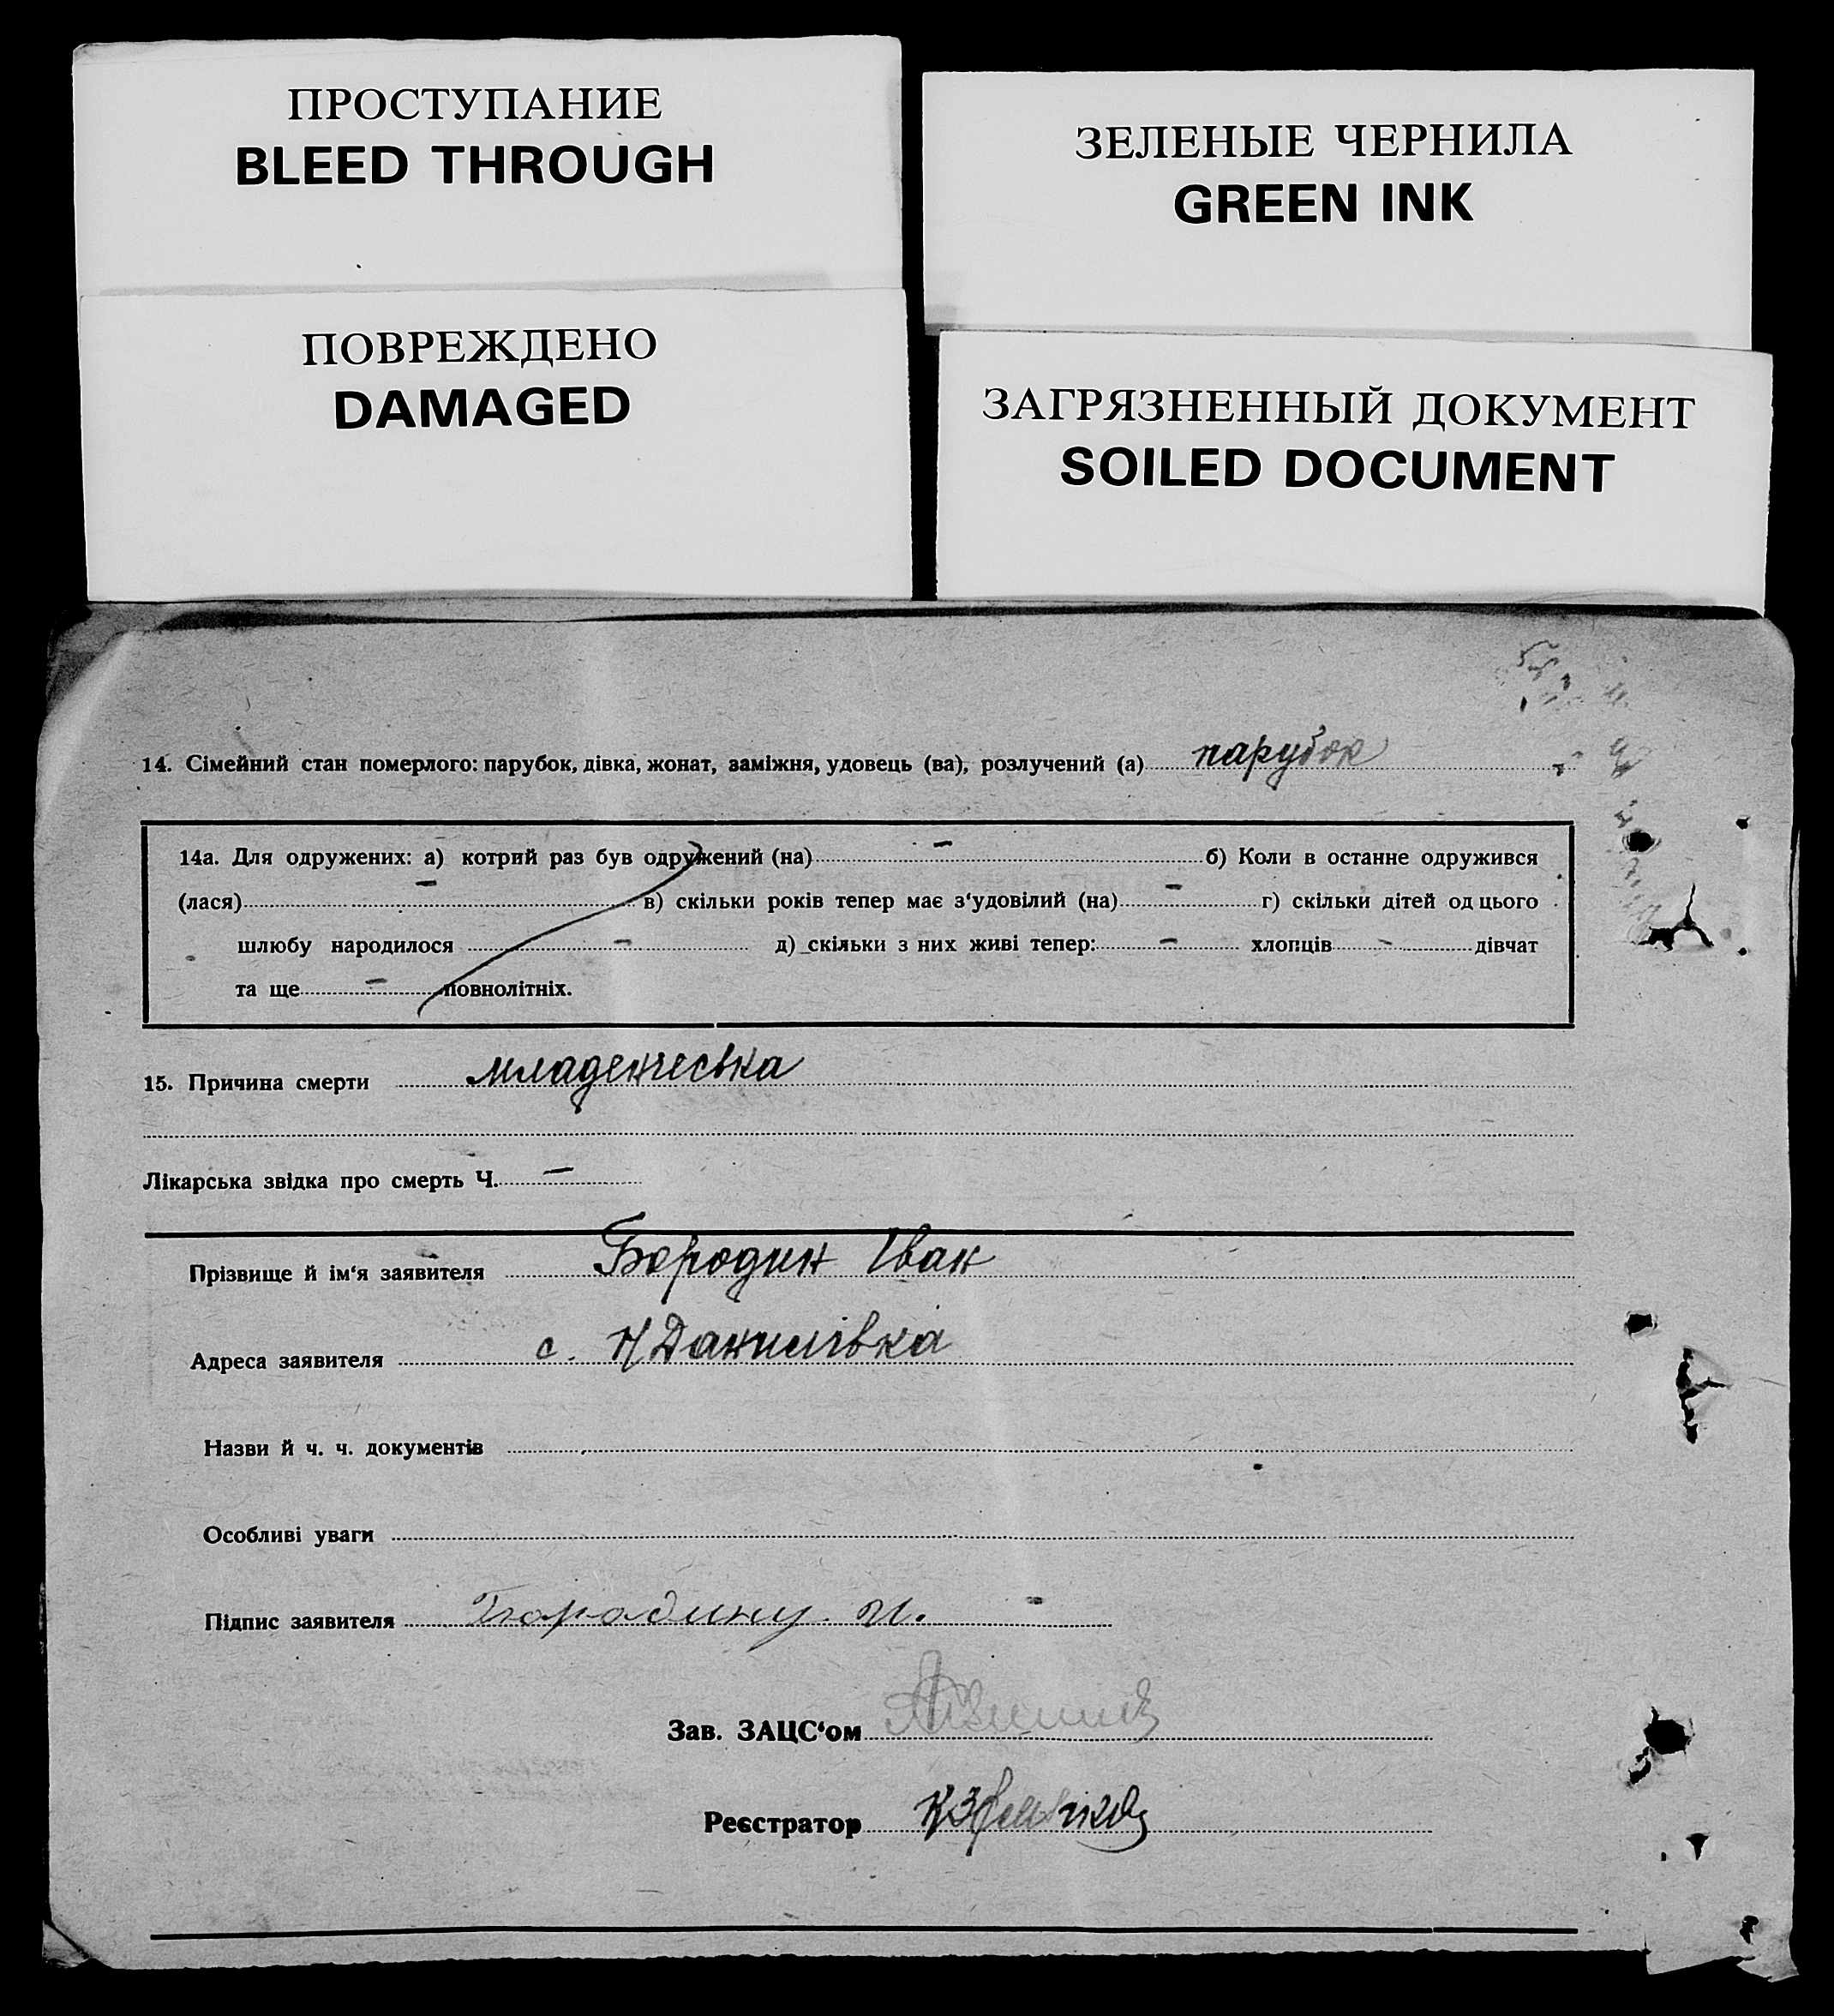 ПРОСТУПАНИЕ
BLEED THROUGH
ЗЕЛЕНЫЕ ЧЕРНИЛА
GREEN INK
ПОВРЕЖДЕНО
DAMAGED
ЗАГРЯЗНЕННЫЙ ДОКУМЕНТ
SOILED DOCUMENT
14. Сімейний стан померлого: парубок, дівка, жонат, заміжня, удовець (ва), розлучений (а) парубок
14а. Для одружених: а) котрий раз був одружений (на) – б) Коли в останне одружився
(лася) – в) скільки років тепер має з‘удовілий (на) – г) скільки дітей од цього
шлюбу народилося – д) скільки з них живі тепер: – хлопців – дівчат
та ще – повнолітніх.
15. Причина смерти младенчеська
Лікарська звідка про смерть Ч. –
Прізвище й ім‘я заявителя Бородин Іван
Адреса заявителя с. Н Данилівка
Назви й ч. ч. документів
Особливі уваги
Підпис заявителя Бородину И.
Зав. ЗАЦС‘ом
Реєстратор